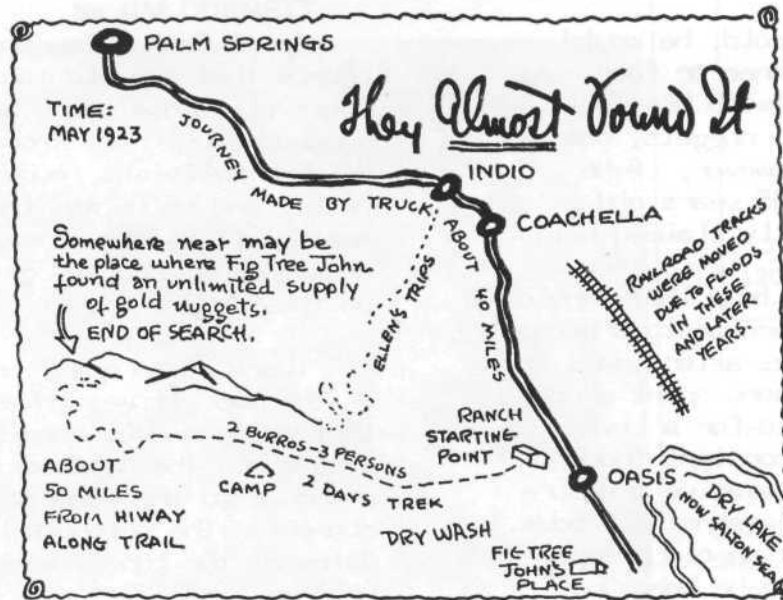 PALM SPRINGS
They Almost Found It
TIME:
MAY 1923
JOURNEY MADE BY TRUCK
INDIO
COACHELLA
ABOUT 40 MILES
RAILROAD TRACKS
WERE MOVED
DUE TO FLOODS
IN THESE
AND LATER
YEARS.
Somewhere near may be
the place where Fig Tree John
found an unlimited supply
of gold nuggets.
END OF SEARCH.
ELLEN'S TRIPS
RANCH
STARTING
POINT
2 BURROS-3 PERSONS
CAMP
2 DAYS TREK
OASIS
DRY LAKE
NOW SALTON SEA
ABOUT
50 MILES
FROM HIWAY
ALONG TRAIL
DRY WASH
FIG TREE
JOHN'S
PLACE